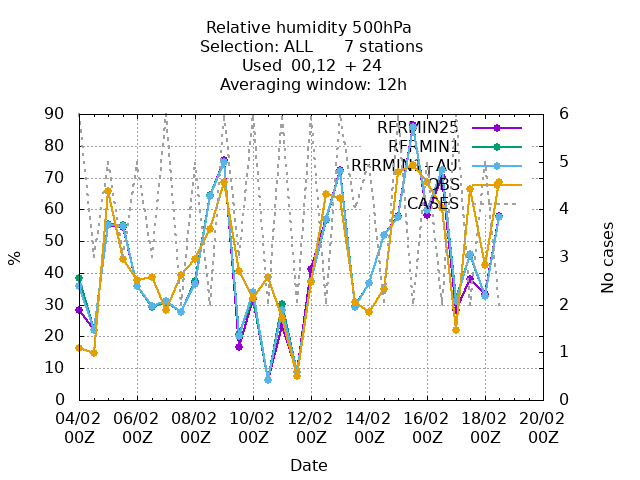 Relative humidity 500hPa
Selection: ALL 7 stations
Used 00,12 + 24
Averaging window: 12h
90
80
70
60
50
40
30
20
10
0
%
6
5
4
3
2
1
0
No cases
RFRMIN25
RFRMIN1
RFRMIN1-AU
OBS
CASES
04/02 06/02 08/02 10/02 12/02 14/02 16/02 18/02 20/02
00Z 00Z 00Z 00Z 00Z 00Z 00Z 00Z 00Z
Date